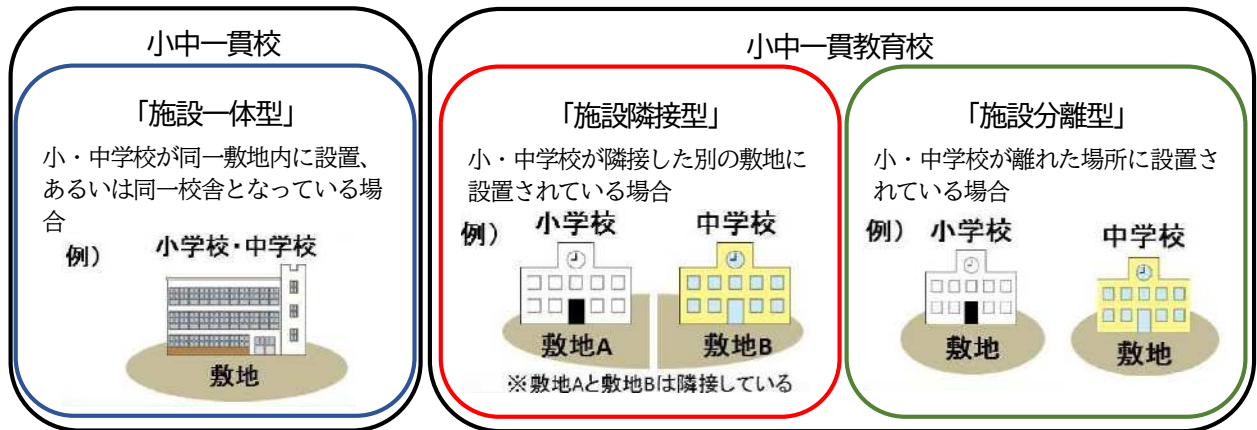 小中一貫校
「施設一体型」
小・中学校が同一敷地内に設置、
あるいは同一校舎となっている場
合
例）
小学校・中学校
敷地
小中一貫教育校
「施設隣接型」
小・中学校が隣接した別の敷地に
設置されている場合
例）
小学校
中学校
敷地A
敷地B
※敷地Aと敷地Bは隣接している
「施設分離型」
小・中学校が離れた場所に設置さ
れている場合
例）
小学校
中学校
敷地
敷地